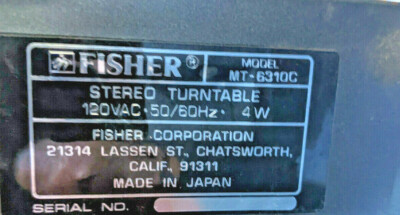 FISHER®
MODEL
MT-6310C
STEREO TURNTABLE
120VAC·50/60Hz· 4W
FISHER CORPORATION
21314 LASSEN ST., CHATSWORTH,
CALIF. 91311
MADE IN JAPAN
SERIAL NO.